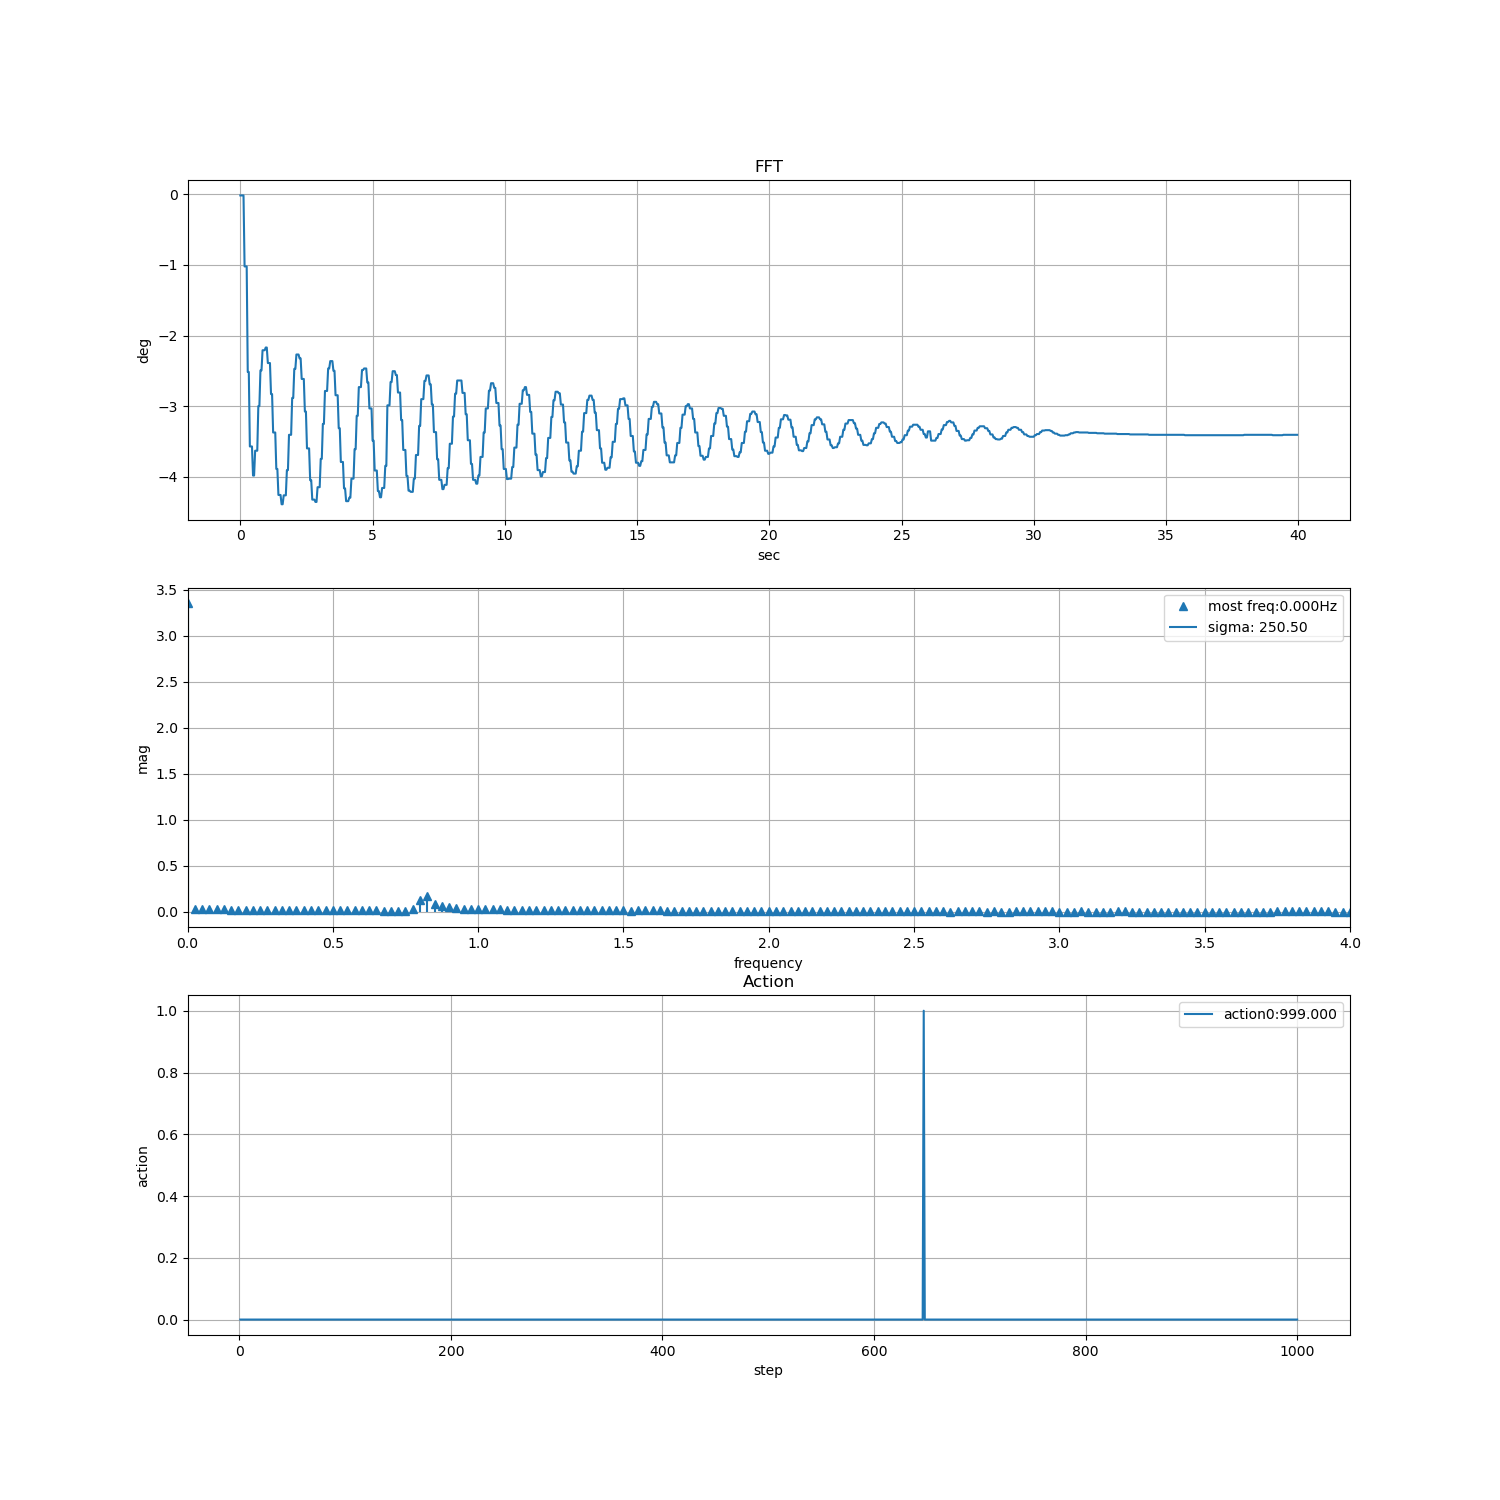 FFT
0
−1
−2
−3
−4
deg
0 5 10 15 20 25 30 35 40
sec
3.5
3.0
2.5
2.0
1.5
1.0
0.5
0.0
mag
most freq:0.000Hz
sigma: 250.50
0.0 0.5 1.0 1.5 2.0 2.5 3.0 3.5 4.0
frequency
Action
1.0
0.8
0.6
0.4
0.2
0.0
action
action0:999.000
0 200 400 600 800 1000
step